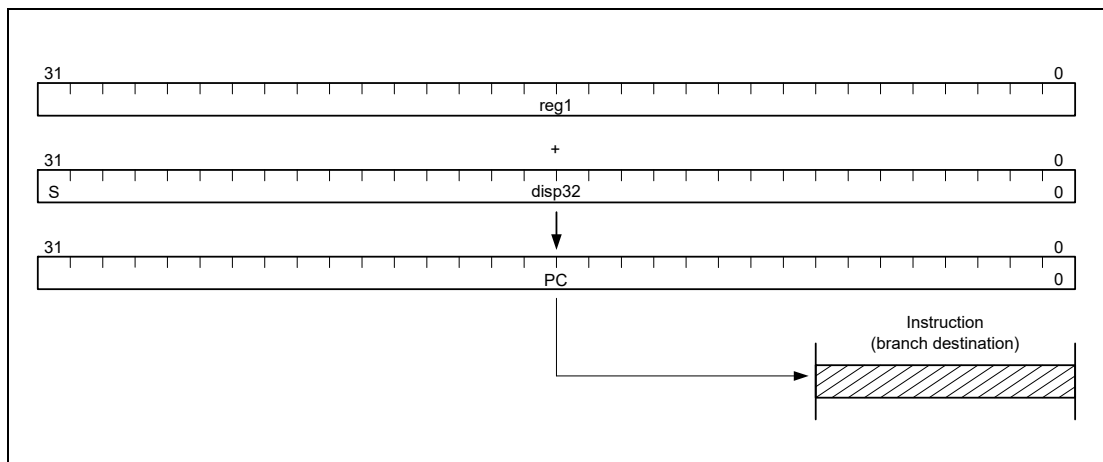 31 0
reg1
+
31 0
S disp32 0
31 0
PC 0
Instruction
(branch destination)